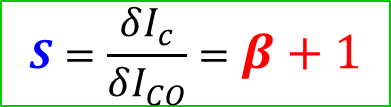 S = δI_c / δI_CO = β + 1